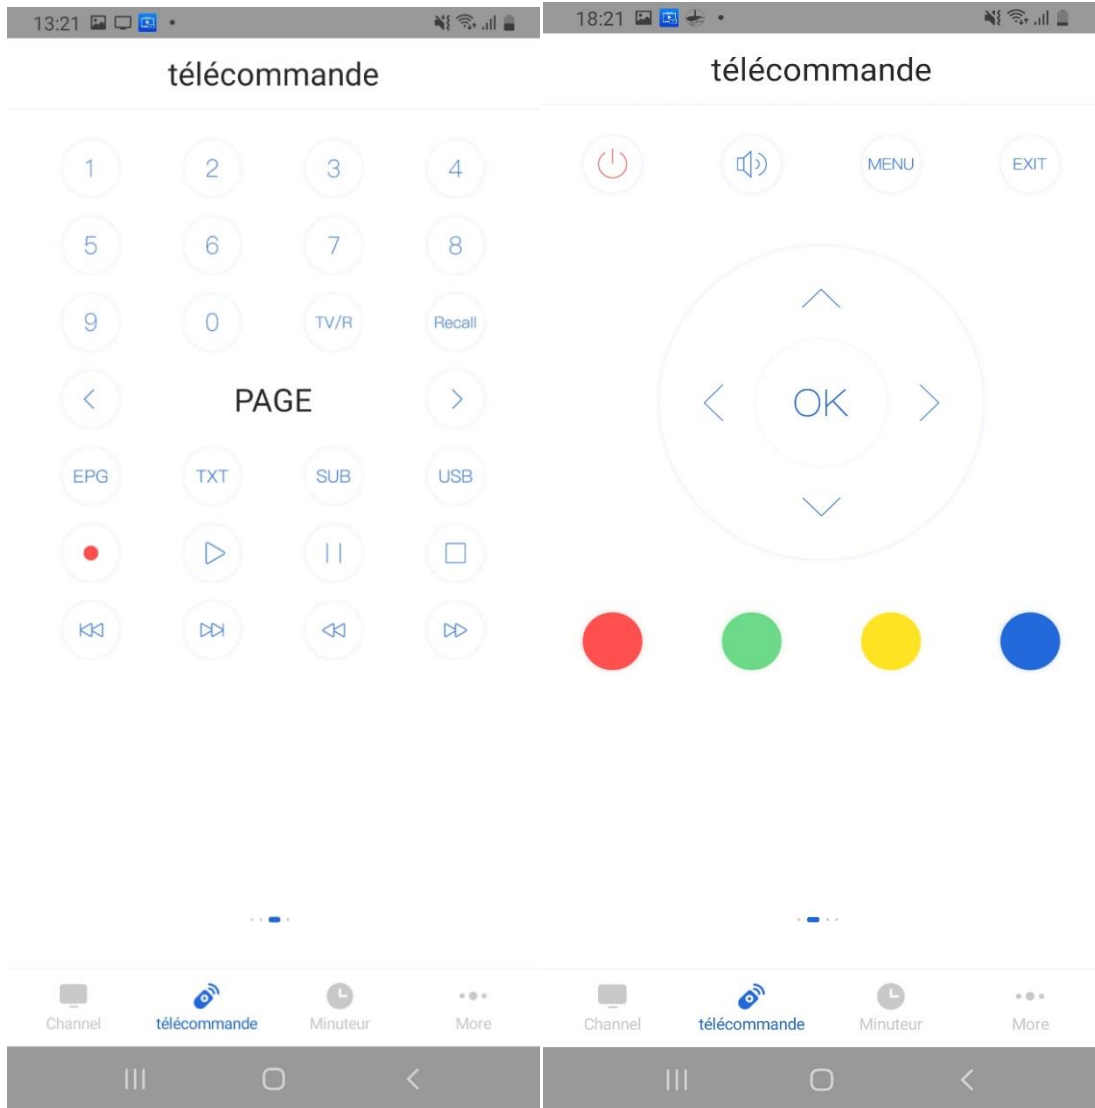 13:21
télécommande
1 2 3 4
5 6 7 8
9 0 TV/R Recall
PAGE
EPG TXT SUB USB
Channel télécommande Minuteur More
18:21
télécommande
MENU EXIT
OK
Channel télécommande Minuteur More